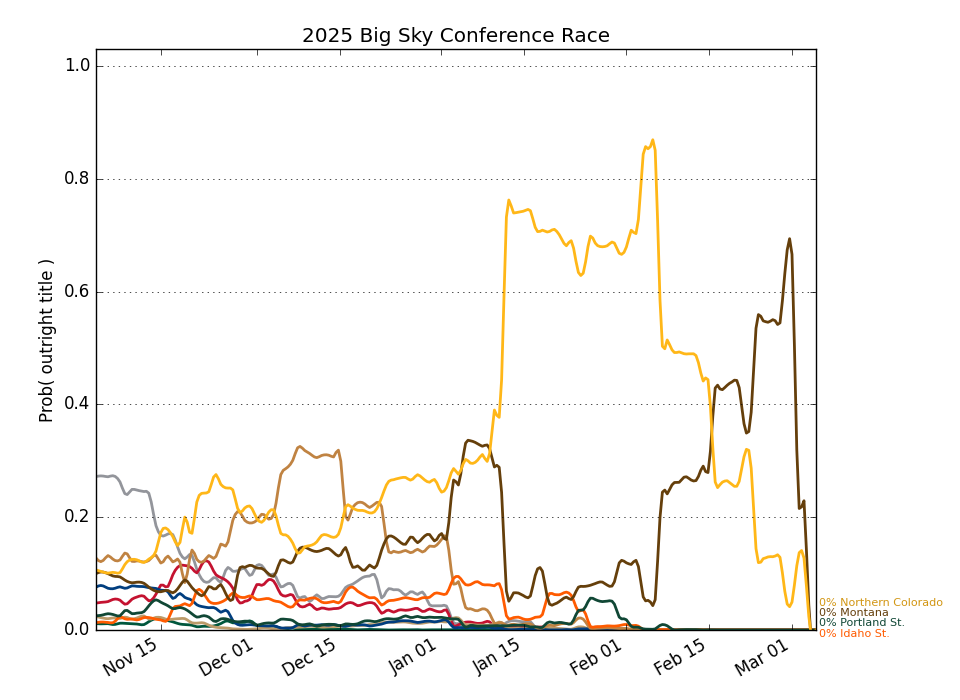 2025 Big Sky Conference Race
1.0
0.8
0.6
0.4
0.2
0.0
Prob( outright title )
Nov 15
Dec 01
Dec 15
Jan 01
Jan 15
Feb 01
Feb 15
Mar 01
0% Northern Colorado
0% Montana
0% Portland St.
0% Idaho St.